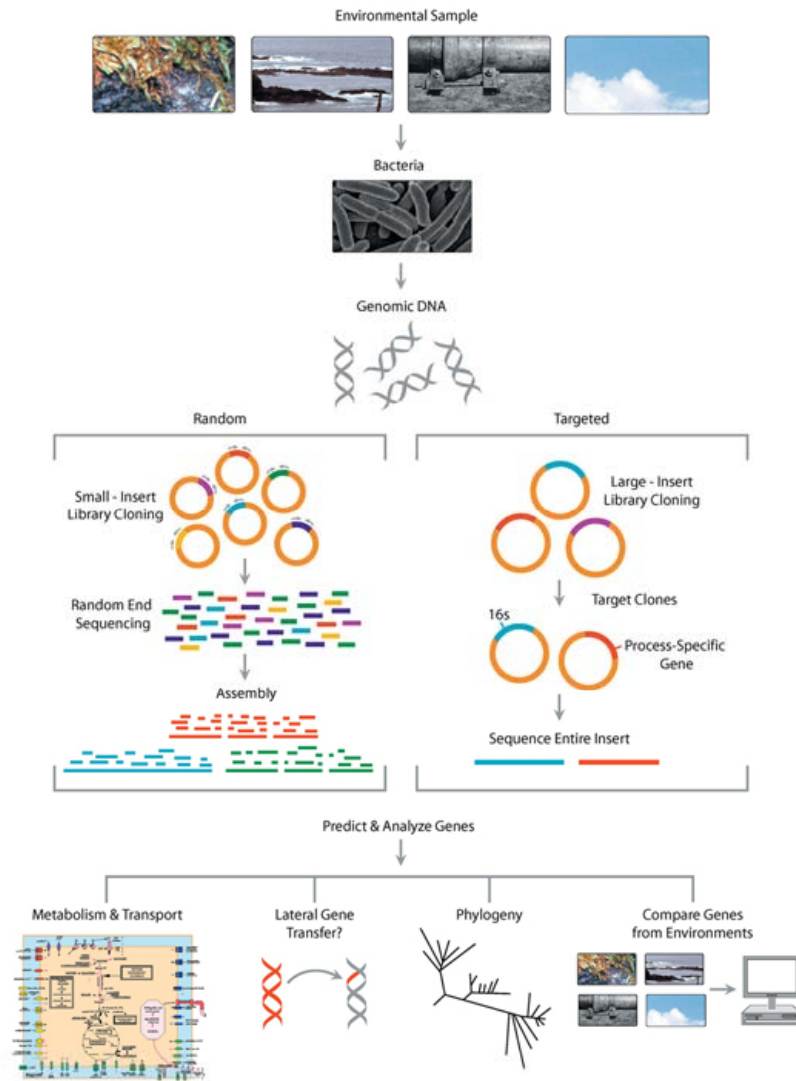 Environmental Sample
Bacteria
Genomic DNA
Random
Targeted
Small - Insert
Library Cloning
Random End
Sequencing
Assembly
Large - Insert
Library Cloning
Target Clones
16s
Process-Specific
Gene
Sequence Entire Insert
Predict & Analyze Genes
Metabolism & Transport
Lateral Gene
Transfer?
Phylogeny
Compare Genes
from Environments